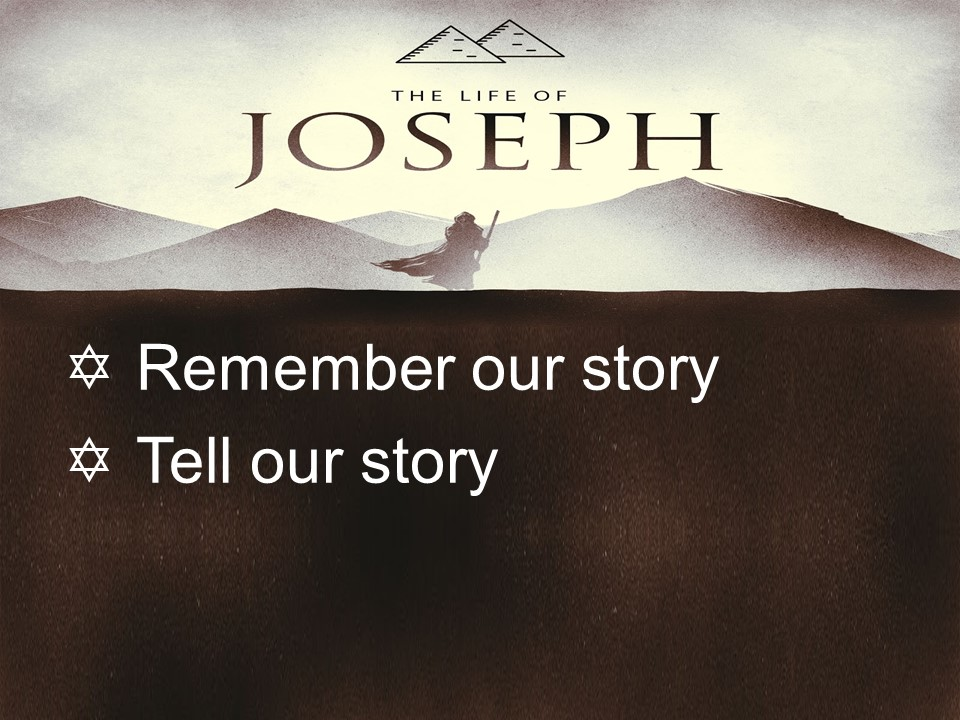 THE LIFE OF
JOSEPH
✡ Remember our story
✡ Tell our story